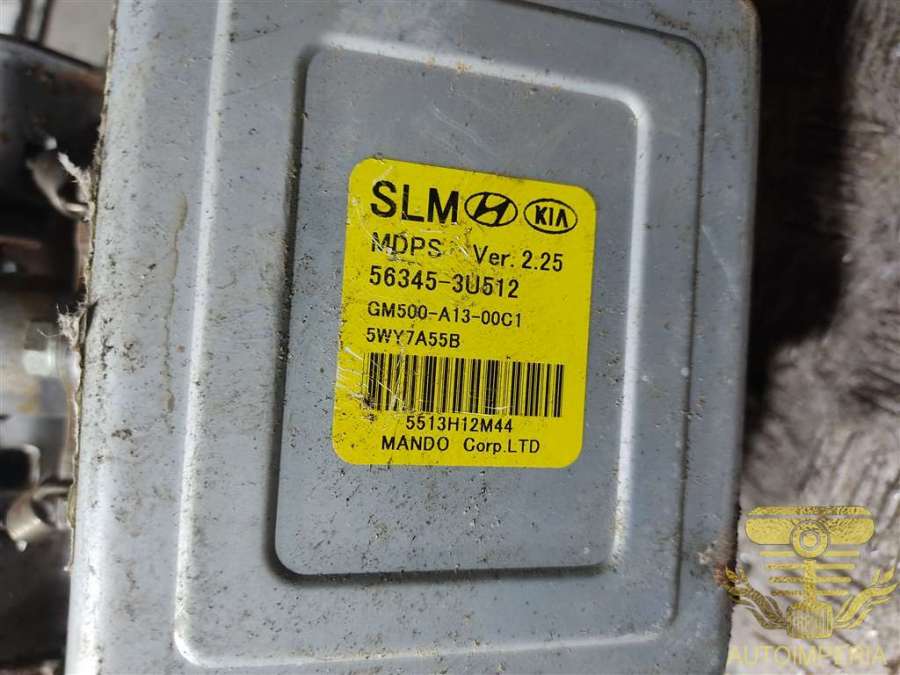 SLM KIA
MDPS Ver. 2.25
56345-3U512
GM500-A13-00C1
5WY7A55B
5513H12M44
MANDO Corp.LTD
AUTOIMPERIA